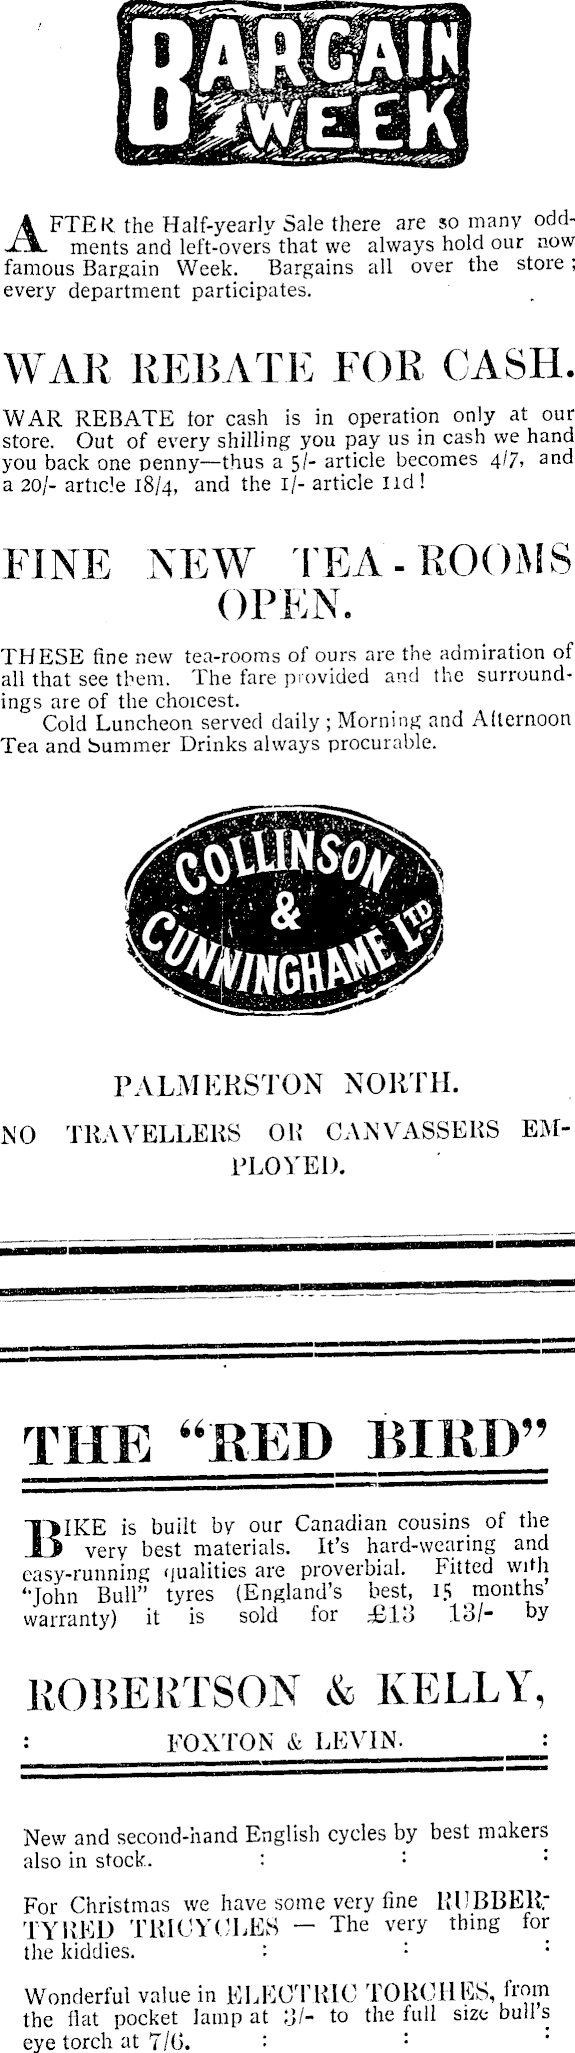 BARGAIN
WEEK
AFTER the Half-yearly Sale there are so many odd-
ments and left-overs that we always hold our now
famous Bargain Week. Bargains all over the store ;
every department participates.
WAR REBATE FOR CASH.
WAR REBATE for cash is in operation only at our
store. Out of every shilling you pay us in cash we hand
you back one penny—thus a 5/- article becomes 4/7, and
a 20/- article 18/4, and the 1/- article 11d !
FINE NEW TEA-ROOMS
OPEN.
THESE fine new tea-rooms of ours are the admiration of
all that see them. The fare provided and the surround-
ings are of the choicest.
Cold Luncheon served daily ; Morning and Afternoon
Tea and Summer Drinks always procurable.
COLLINSON
&
CUNNINGHAME LTD
PALMERSTON NORTH.
NO TRAVELLERS OR CANVASSERS EM-
PLOYED.
THE “RED BIRD”
BIKE is built by our Canadian cousins of the
very best materials. It's hard-wearing and
easy-running qualities are proverbial. Fitted with
“John Bull” tyres (England's best, 15 months'
warranty) it is sold for £13 13/- by
ROBERTSON & KELLY,
: FOXTON & LEVIN. :
New and second-hand English cycles by best makers
also in stock. : : :
For Christmas we have some very fine RUBBER-
TYRED TRICYCLES — The very thing for
the kiddies. : : :
Wonderful value in ELECTRIC TORCHES, from
the flat pocket lamp at 3/- to the full size bull's
eye torch at 7/6. : : :